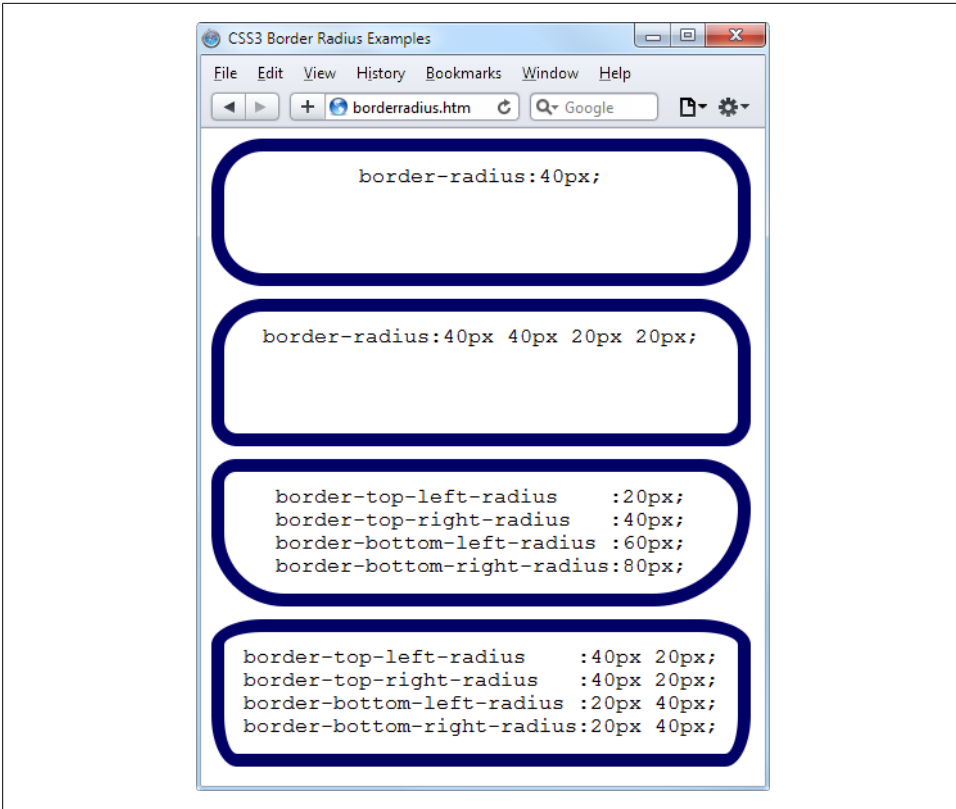 CSS3 Border Radius Examples
File Edit View History Bookmarks Window Help
borderradius.htm Google
border-radius:40px;
border-radius:40px 40px 20px 20px;
border-top-left-radius    :20px;
border-top-right-radius   :40px;
border-bottom-left-radius :60px;
border-bottom-right-radius:80px;
border-top-left-radius    :40px 20px;
border-top-right-radius   :40px 20px;
border-bottom-left-radius :20px 40px;
border-bottom-right-radius:20px 40px;